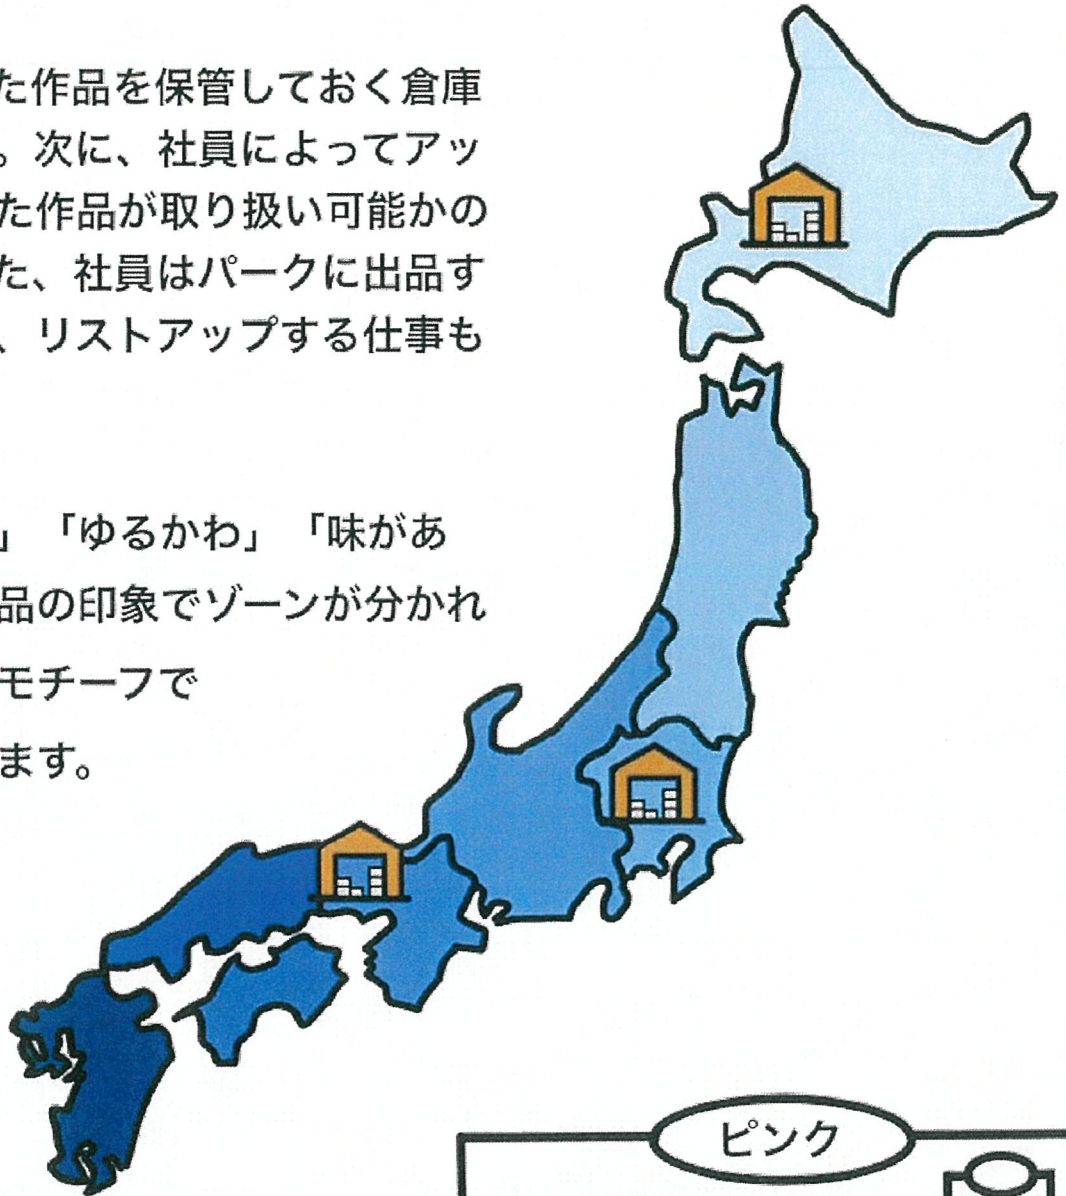 た作品を保管しておく倉庫
。次に、社員によってアッ
た作品が取り扱い可能かの
た、社員はパークに出品す
、リストアップする仕事も
」「ゆるかわ」「味があ
品の印象でゾーンが分かれ
モチーフで
ます。
ピンク